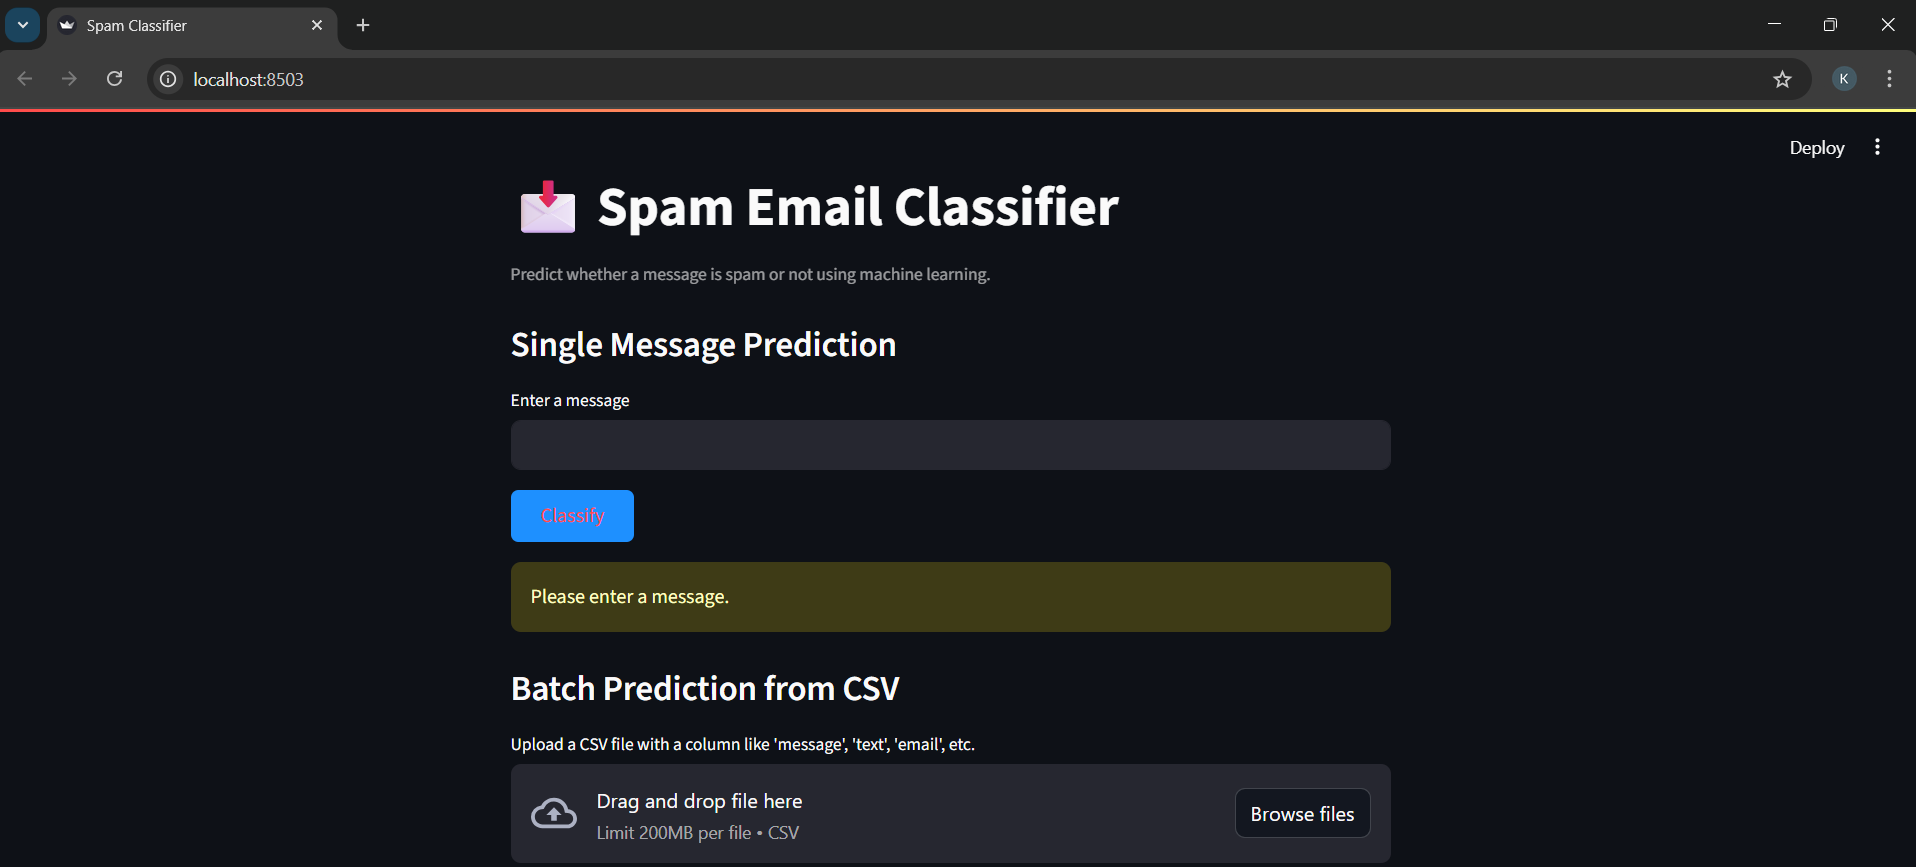 Spam Classifier
localhost:8503
K
Deploy
Spam Email Classifier
Predict whether a message is spam or not using machine learning.
Single Message Prediction
Enter a message
Classify
Please enter a message.
Batch Prediction from CSV
Upload a CSV file with a column like 'message', 'text', 'email', etc.
Drag and drop file here
Limit 200MB per file • CSV
Browse files